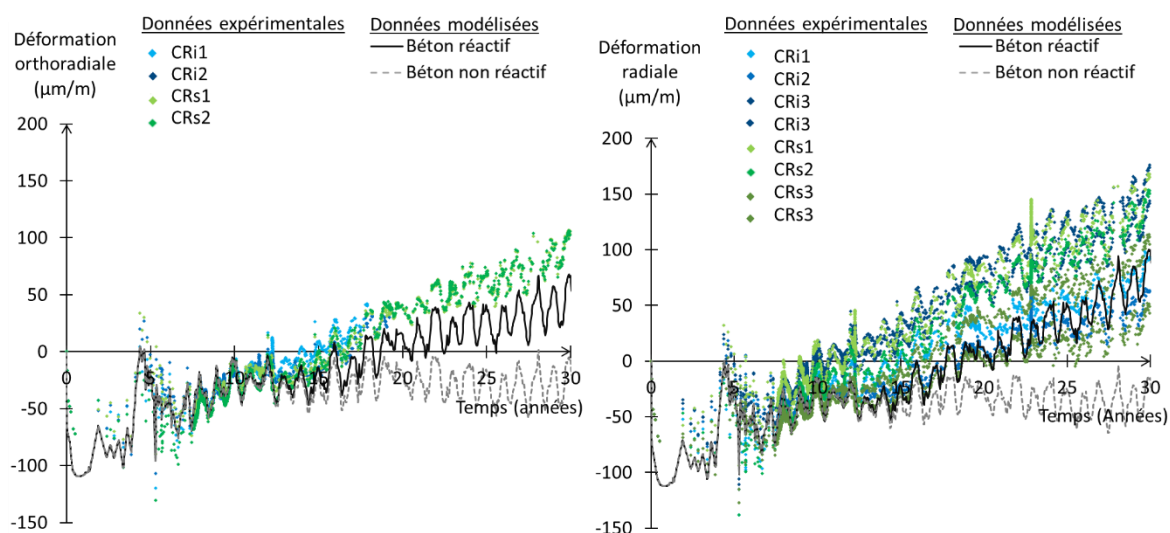 Données expérimentales
Données modélisées
Déformation
orthoradiale
(µm/m)
CRi1
CRi2
CRs1
CRs2
Béton réactif
Béton non réactif
200
150
100
50
0
-50
-100
-150
0
5
10
15
20
25
30
Temps (années)
Données expérimentales
Données modélisées
Déformation
radiale
(µm/m)
CRi1
CRi2
CRi3
CRi3
CRs1
CRs2
CRs3
CRs3
Béton réactif
Béton non réactif
200
150
100
50
0
-50
-100
-150
0
5
10
15
20
25
30
Temps (Années)